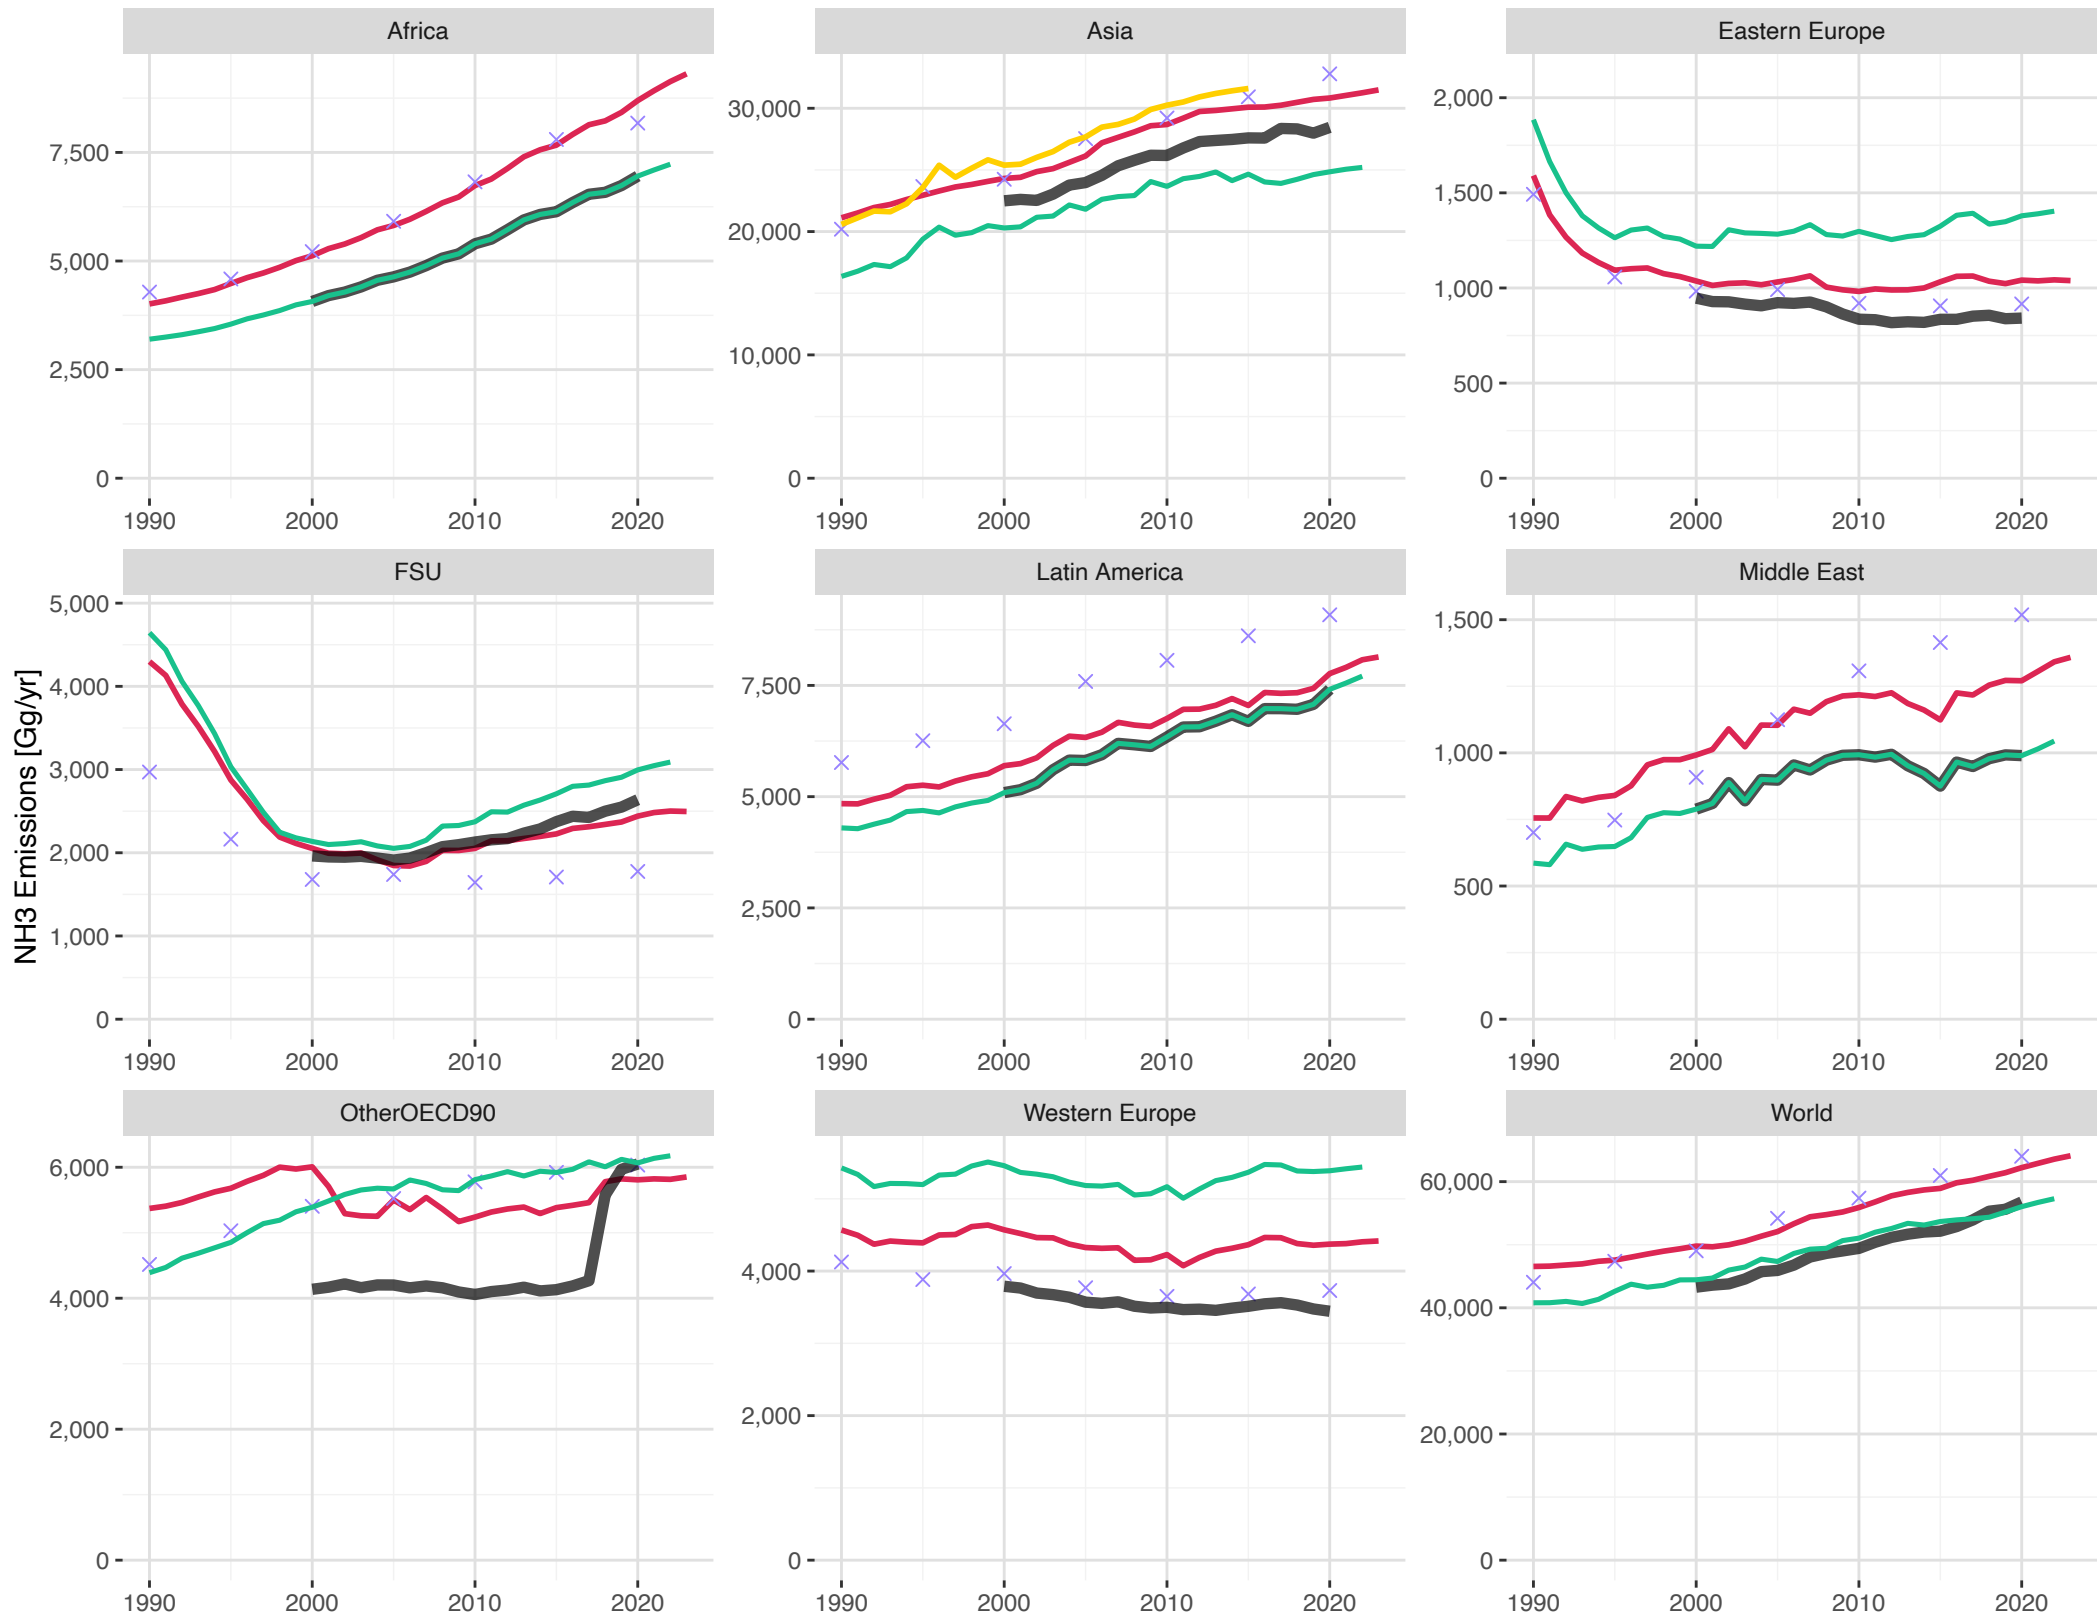 Africa
Asia
Eastern Europe
7,500
5,000
2,500
0
30,000
20,000
10,000
0
2,000
1,500
1,000
500
0
1990 2000 2010 2020
1990 2000 2010 2020
1990 2000 2010 2020
NH3 Emissions [Gg/yr]
FSU
Latin America
Middle East
5,000
4,000
3,000
2,000
1,000
0
7,500
5,000
2,500
0
1,500
1,000
500
0
1990 2000 2010 2020
1990 2000 2010 2020
1990 2000 2010 2020
OtherOECD90
Western Europe
World
6,000
4,000
2,000
0
4,000
2,000
0
60,000
40,000
20,000
0
1990 2000 2010 2020
1990 2000 2010 2020
1990 2000 2010 2020